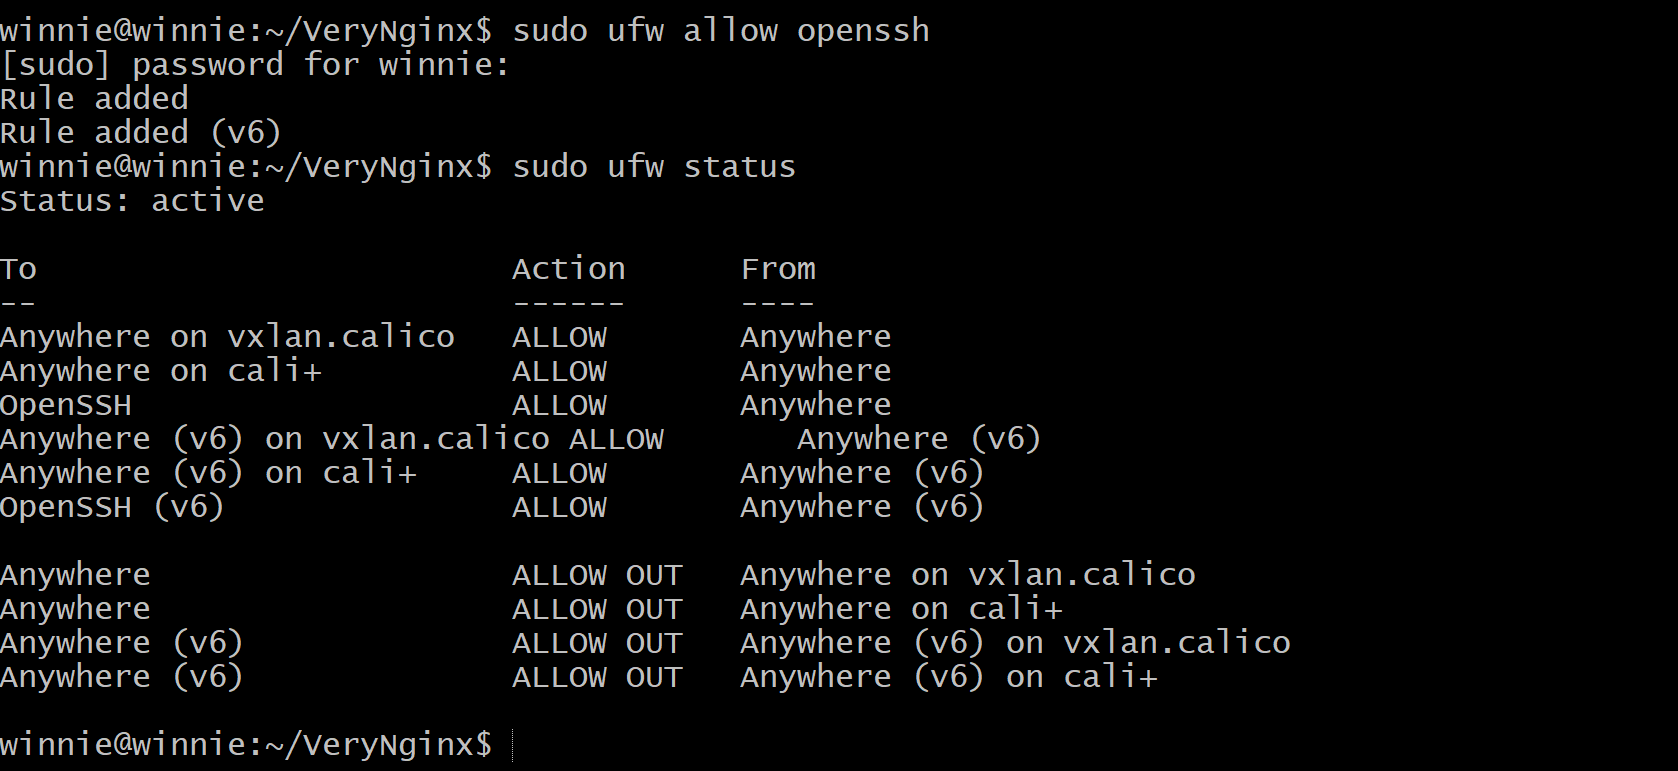 winnie@winnie:~/VeryNginx$ sudo ufw allow openssh
[sudo] password for winnie:
Rule added
Rule added (v6)
winnie@winnie:~/VeryNginx$ sudo ufw status
Status: active

To                         Action      From
--                         ------      ----
Anywhere on vxlan.calico   ALLOW       Anywhere
Anywhere on cali+          ALLOW       Anywhere
OpenSSH                    ALLOW       Anywhere
Anywhere (v6) on vxlan.calico ALLOW       Anywhere (v6)
Anywhere (v6) on cali+     ALLOW       Anywhere (v6)
OpenSSH (v6)               ALLOW       Anywhere (v6)

Anywhere                   ALLOW OUT   Anywhere on vxlan.calico
Anywhere                   ALLOW OUT   Anywhere on cali+
Anywhere (v6)              ALLOW OUT   Anywhere (v6) on vxlan.calico
Anywhere (v6)              ALLOW OUT   Anywhere (v6) on cali+

winnie@winnie:~/VeryNginx$